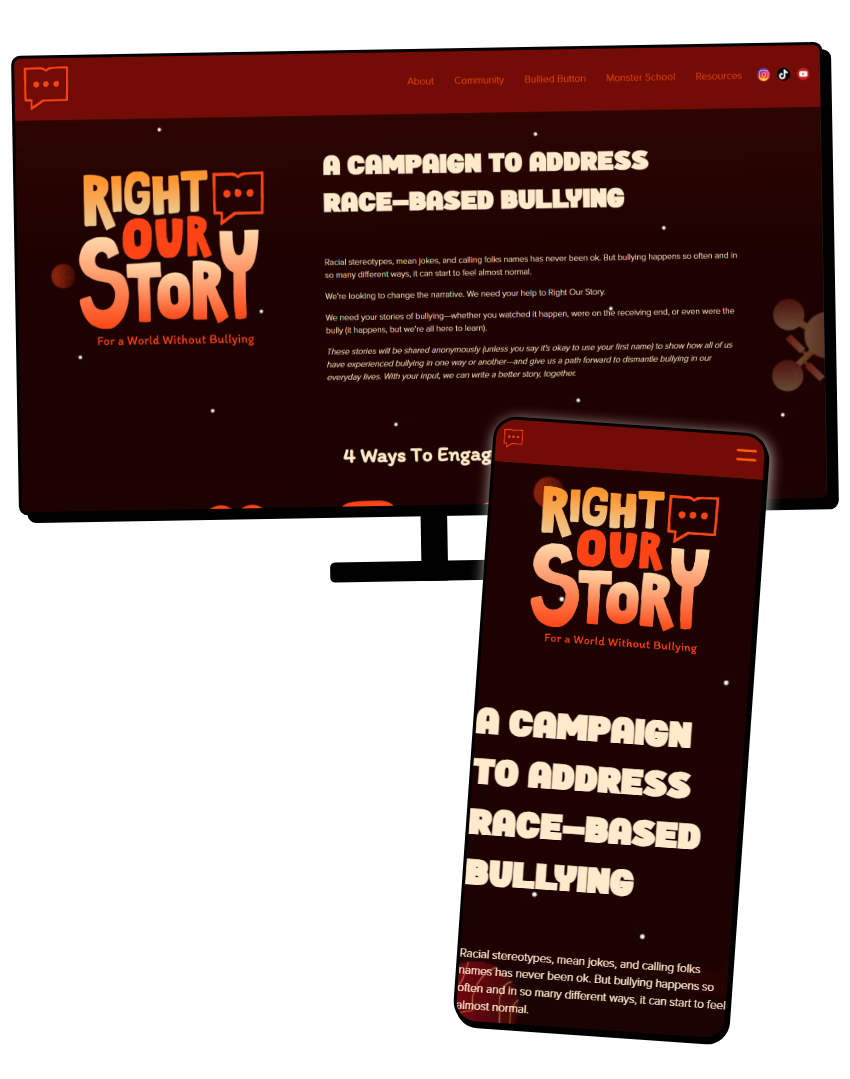 About Community Bullied Button Monster School Resources
RIGHT
OUR
STORY
For a World Without Bullying
A CAMPAIGN TO ADDRESS
RACE–BASED BULLYING
Racial stereotypes, mean jokes, and calling folks names has never been ok. But bullying happens so often and in
so many different ways, it can start to feel almost normal.
We're looking to change the narrative. We need your help to Right Our Story.
We need your stories of bullying—whether you watched it happen, were on the receiving end, or even were the
bully (it happens, but we're all here to learn).
These stories will be shared anonymously (unless you say it's okay to use your first name) to show how all of us
have experienced bullying in one way or another—and give us a path forward to dismantle bullying in our
everyday lives. With your input, we can write a better story, together.
4 Ways To Engag
RIGHT
OUR
STORY
For a World Without Bullying
A CAMPAIGN
TO ADDRESS
RACE–BASED
BULLYING
Racial stereotypes, mean jokes, and calling folks
names has never been ok. But bullying happens so
often and in so many different ways, it can start to feel
almost normal.